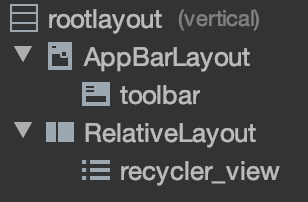 rootlayout (vertical)
AppBarLayout
toolbar
RelativeLayout
recycler_view